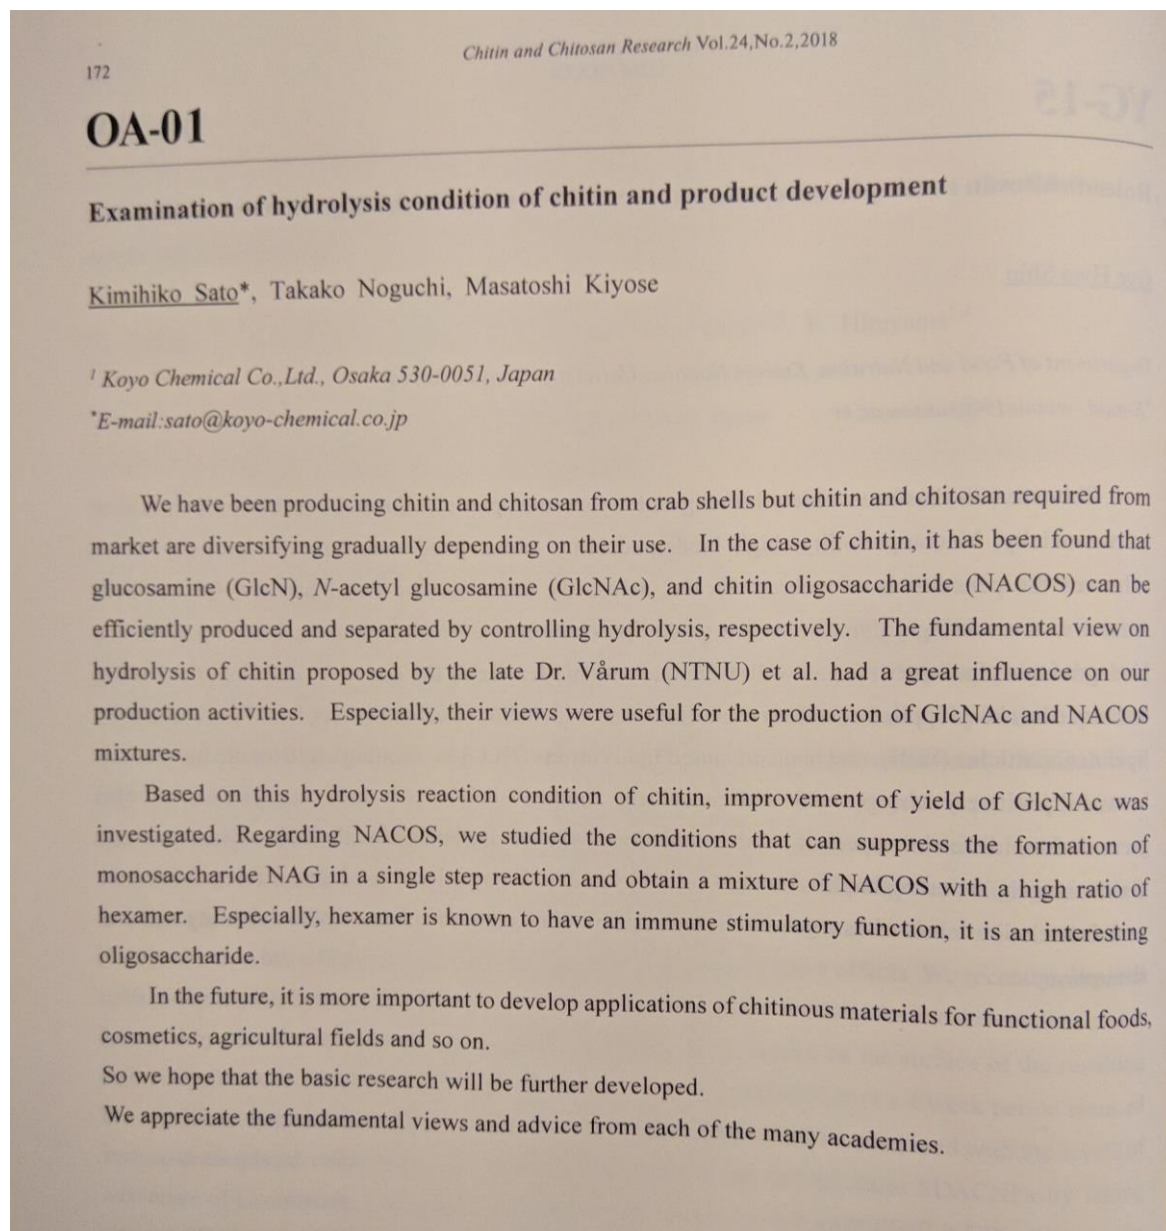 Chitin and Chitosan Research Vol.24,No.2,2018
172
OA-01
Examination of hydrolysis condition of chitin and product development
Kimihiko Sato*, Takako Noguchi, Masatoshi Kiyose
1 Koyo Chemical Co.,Ltd., Osaka 530-0051, Japan
*E-mail:sato@koyo-chemical.co.jp
We have been producing chitin and chitosan from crab shells but chitin and chitosan required from
market are diversifying gradually depending on their use. In the case of chitin, it has been found that
glucosamine (GlcN), N-acetyl glucosamine (GlcNAc), and chitin oligosaccharide (NACOS) can be
efficiently produced and separated by controlling hydrolysis, respectively. The fundamental view on
hydrolysis of chitin proposed by the late Dr. Vårum (NTNU) et al. had a great influence on our
production activities. Especially, their views were useful for the production of GlcNAc and NACOS
mixtures.
Based on this hydrolysis reaction condition of chitin, improvement of yield of GlcNAc was
investigated. Regarding NACOS, we studied the conditions that can suppress the formation of
monosaccharide NAG in a single step reaction and obtain a mixture of NACOS with a high ratio of
hexamer. Especially, hexamer is known to have an immune stimulatory function, it is an interesting
oligosaccharide.
In the future, it is more important to develop applications of chitinous materials for functional foods,
cosmetics, agricultural fields and so on.
So we hope that the basic research will be further developed.
We appreciate the fundamental views and advice from each of the many academies.